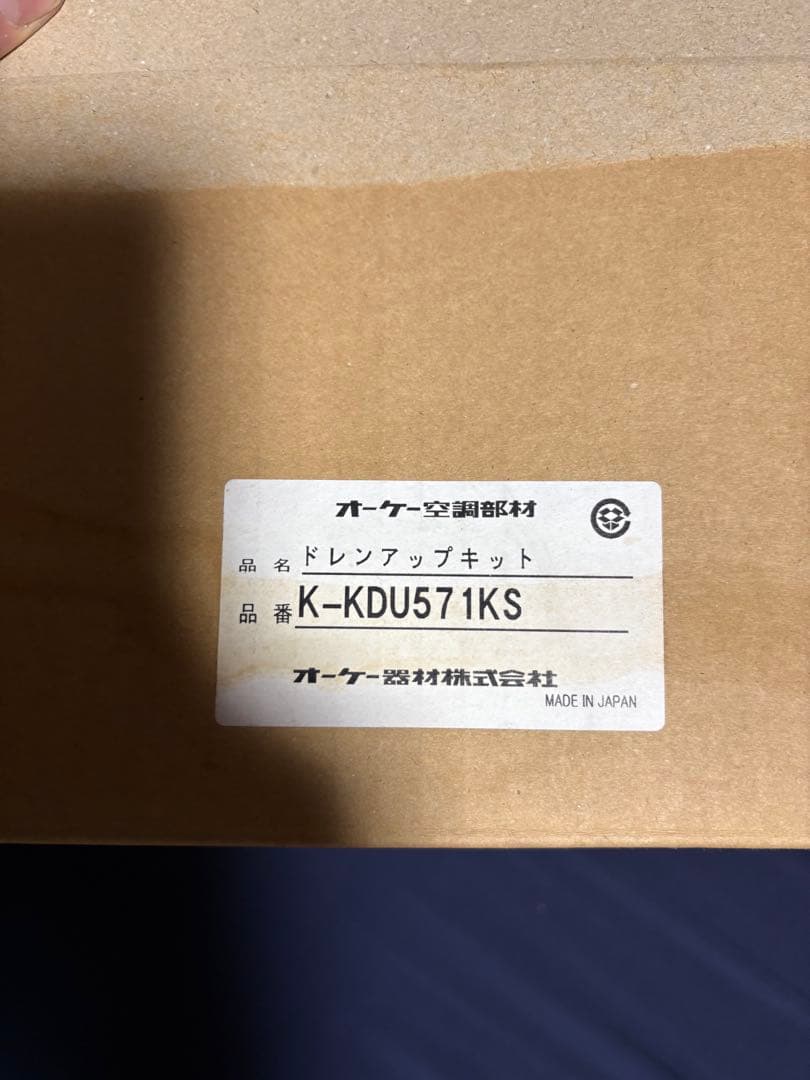 オーケー空調部材
品名 ドレンアップキット
品番 K-KDU571KS
オーケー器材株式会社
MADE IN JAPAN